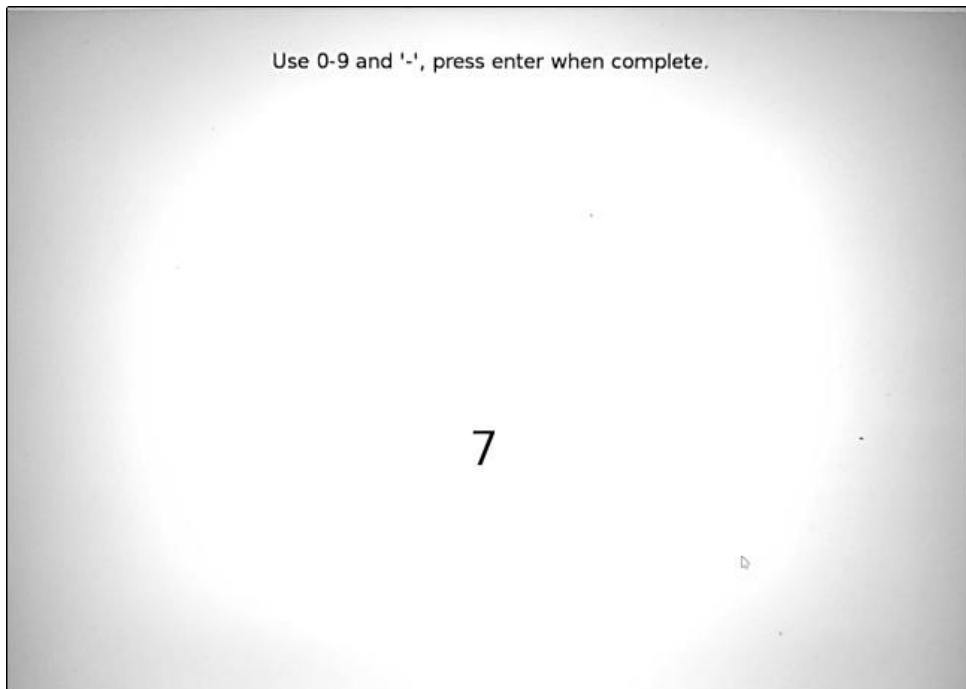 Use 0-9 and '-', press enter when complete.
7